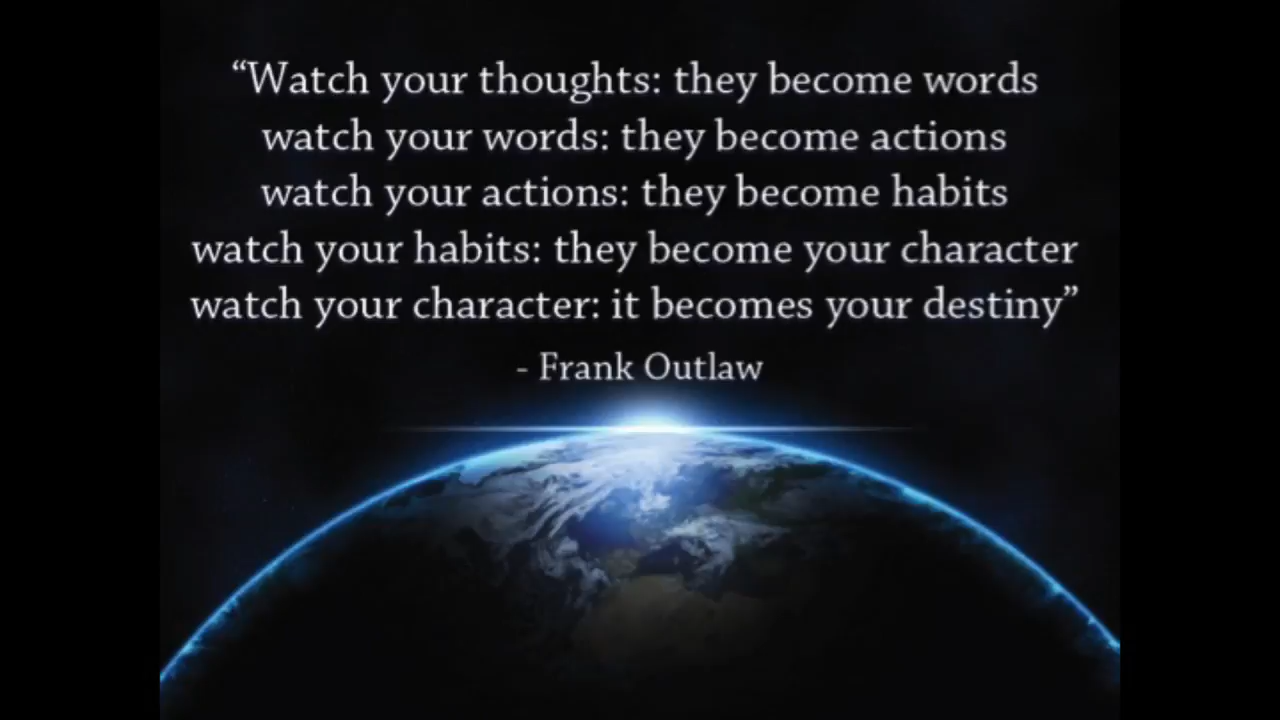 “Watch your thoughts: they become words
watch your words: they become actions
watch your actions: they become habits
watch your habits: they become your character
watch your character: it becomes your destiny”
- Frank Outlaw